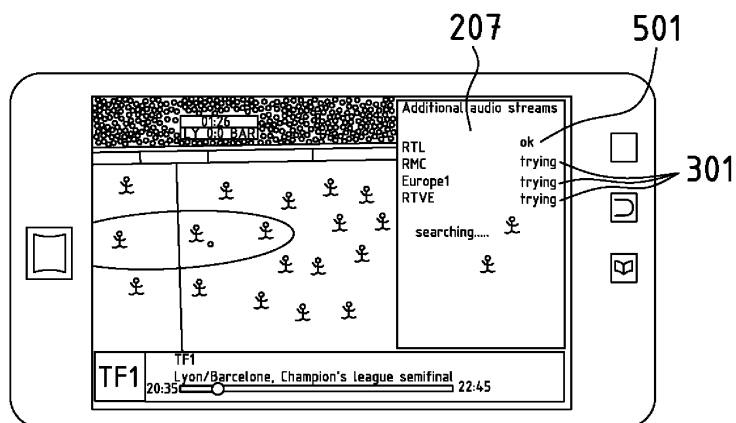 207 501
Additional audio streams
01:26
LY 0:0 BAR
RTL ok
RMC trying
Europe1 trying
RTVE trying
301
searching.....
TF1
TF1
Lyon/Barcelone, Champion's league semifinal
20:35 22:45